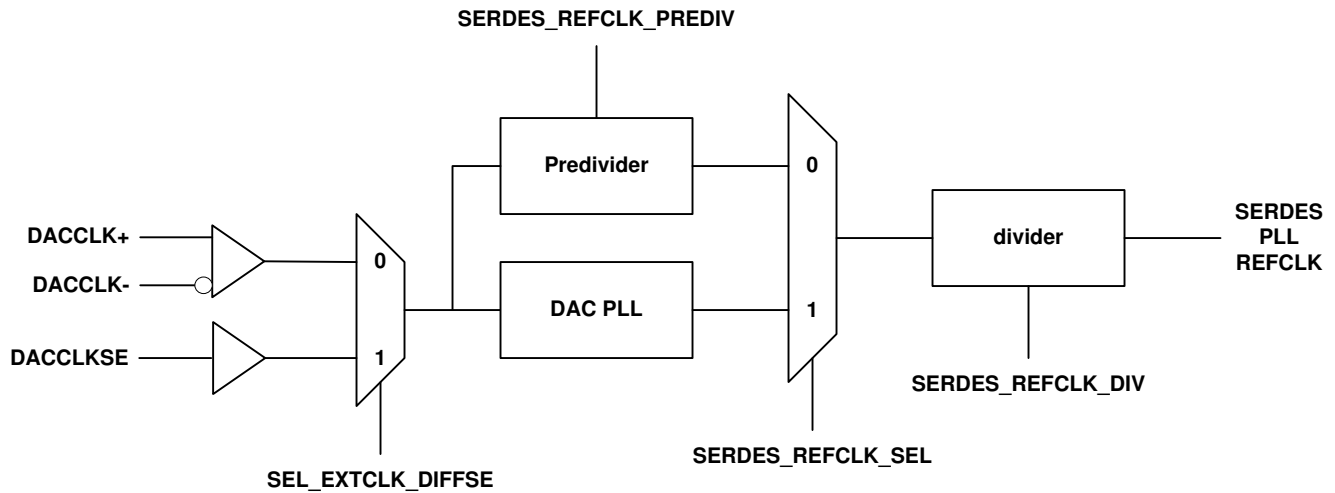 SERDES_REFCLK_PREDIV
Predivider
0
DACCLK+
DACCLK-
DACCLKSE
0
1
DAC PLL
1
divider
SERDES
PLL
REFCLK
SERDES_REFCLK_DIV
SERDES_REFCLK_SEL
SEL_EXTCLK_DIFFSE